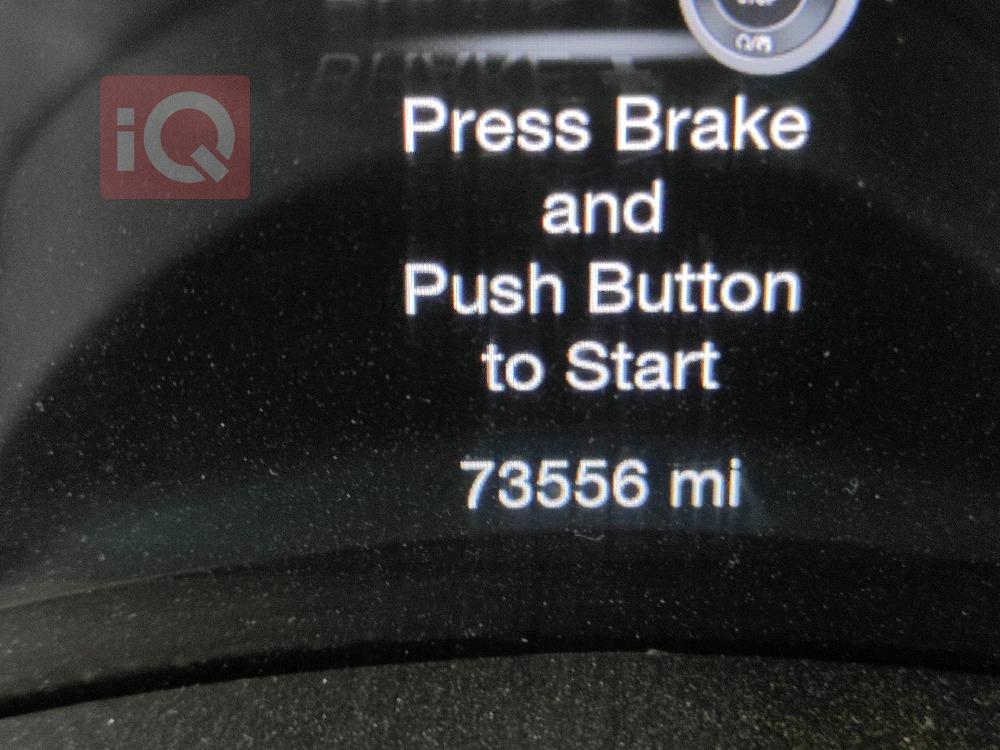 iQ
Press Brake
and
Push Button
to Start
73556 mi